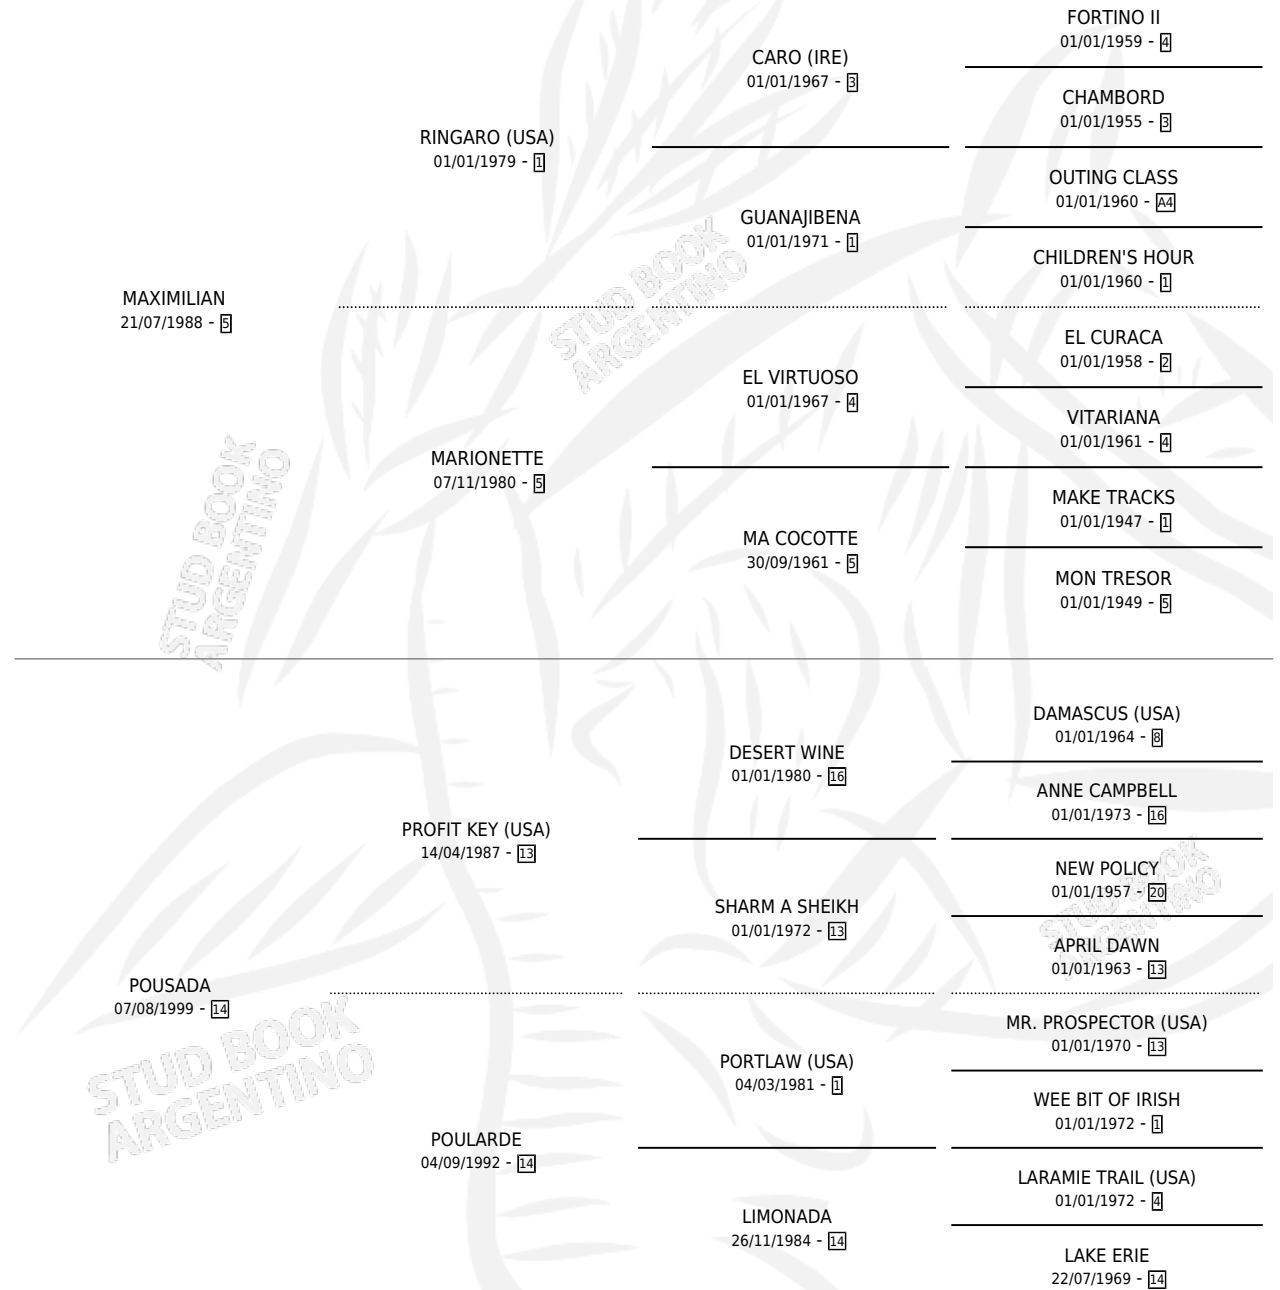 FORTINO II
01/01/1959 - 4
CARO (IRE)
01/01/1967 - 3
CHAMBORD
01/01/1955 - 3
RINGARO (USA)
01/01/1979 - 1
OUTING CLASS
01/01/1960 - A4
GUANAJIBENA
01/01/1971 - 1
CHILDREN'S HOUR
01/01/1960 - 1
MAXIMILIAN
21/07/1988 - 5
EL CURACA
01/01/1958 - 2
EL VIRTUOSO
01/01/1967 - 4
VITARIANA
01/01/1961 - 4
MARIONETTE
07/11/1980 - 5
MAKE TRACKS
01/01/1947 - 1
MA COCOTTE
30/09/1961 - 5
MON TRESOR
01/01/1949 - 5
DAMASCUS (USA)
01/01/1964 - 8
DESERT WINE
01/01/1980 - 16
ANNE CAMPBELL
01/01/1973 - 16
PROFIT KEY (USA)
14/04/1987 - 13
NEW POLICY
01/01/1957 - 20
SHARM A SHEIKH
01/01/1972 - 13
APRIL DAWN
01/01/1963 - 13
POUSADA
07/08/1999 - 14
MR. PROSPECTOR (USA)
01/01/1970 - 13
PORTLAW (USA)
04/03/1981 - 1
WEE BIT OF IRISH
01/01/1972 - 1
POULARDE
04/09/1992 - 14
LARAMIE TRAIL (USA)
01/01/1972 - 4
LIMONADA
26/11/1984 - 14
LAKE ERIE
22/07/1969 - 14
STUD BOOK
ARGENTINO
STUD BOOK
ARGENTINO
STUD BOOK
ARGENTINO
STUD BOOK
ARGENTINO